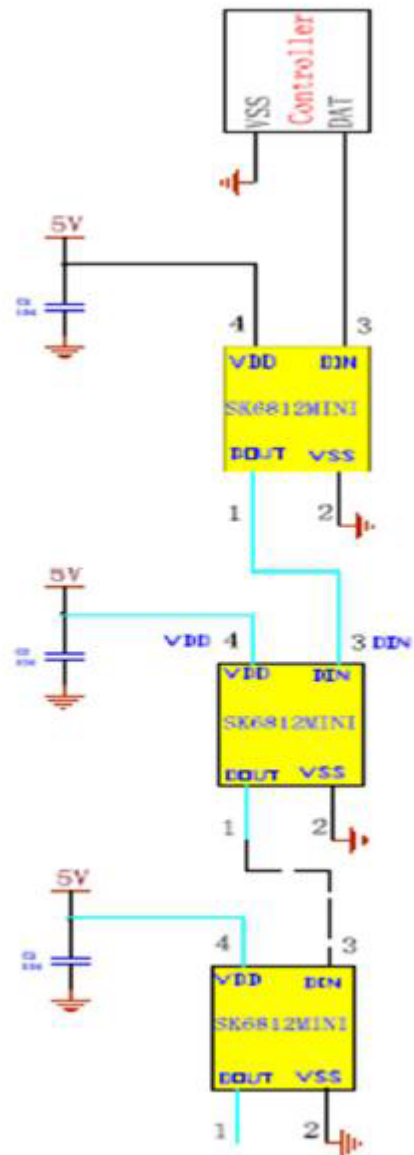 Controller
VSS
DAT
5V
4 3
VDD DIN
SK6812MINI
DOUT VSS
1 2
5V
VDD 4 3 DIN
VDD DIN
SK6812MINI
DOUT VSS
1 2
5V
4 3
VDD DIN
SK6812MINI
DOUT VSS
1 2